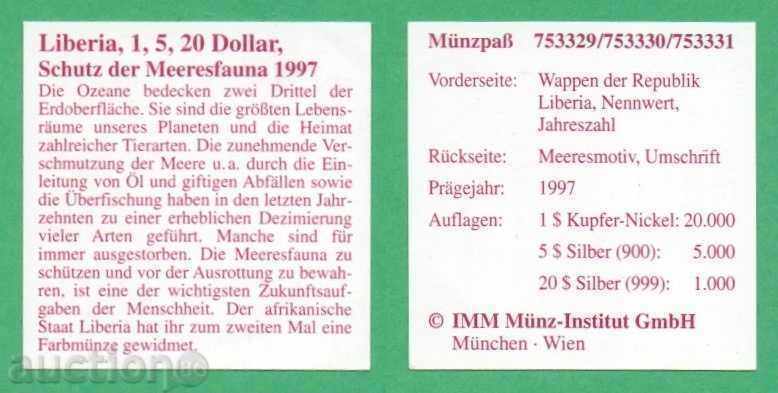 Liberia, 1, 5, 20 Dollar,
Schutz der Meeresfauna 1997
Die Ozeane bedecken zwei Drittel der
Erdoberfläche. Sie sind die größten Lebens-
räume unseres Planeten und die Heimat
zahlreicher Tierarten. Die zunehmende Ver-
schmutzung der Meere u.a. durch die Ein-
leitung von Öl und giftigen Abfällen sowie
die Überfischung haben in den letzten Jahr-
zehnten zu einer erheblichen Dezimierung
vieler Arten geführt. Manche sind für
immer ausgestorben. Die Meeresfauna zu
schützen und vor der Ausrottung zu bewah-
ren, ist eine der wichtigsten Zukunftsauf-
gaben der Menschheit. Der afrikanische
Staat Liberia hat ihr zum zweiten Mal eine
Farbmünze gewidmet.
Münzpaß 753329/753330/753331
Vorderseite: Wappen der Republik
Liberia, Nennwert,
Jahreszahl
Rückseite: Meeresmotiv, Umschrift
Prägejahr: 1997
Auflagen: 1 $ Kupfer-Nickel: 20.000
5 $ Silber (900): 5.000
20 $ Silber (999): 1.000
© IMM Münz-Institut GmbH
München · Wien